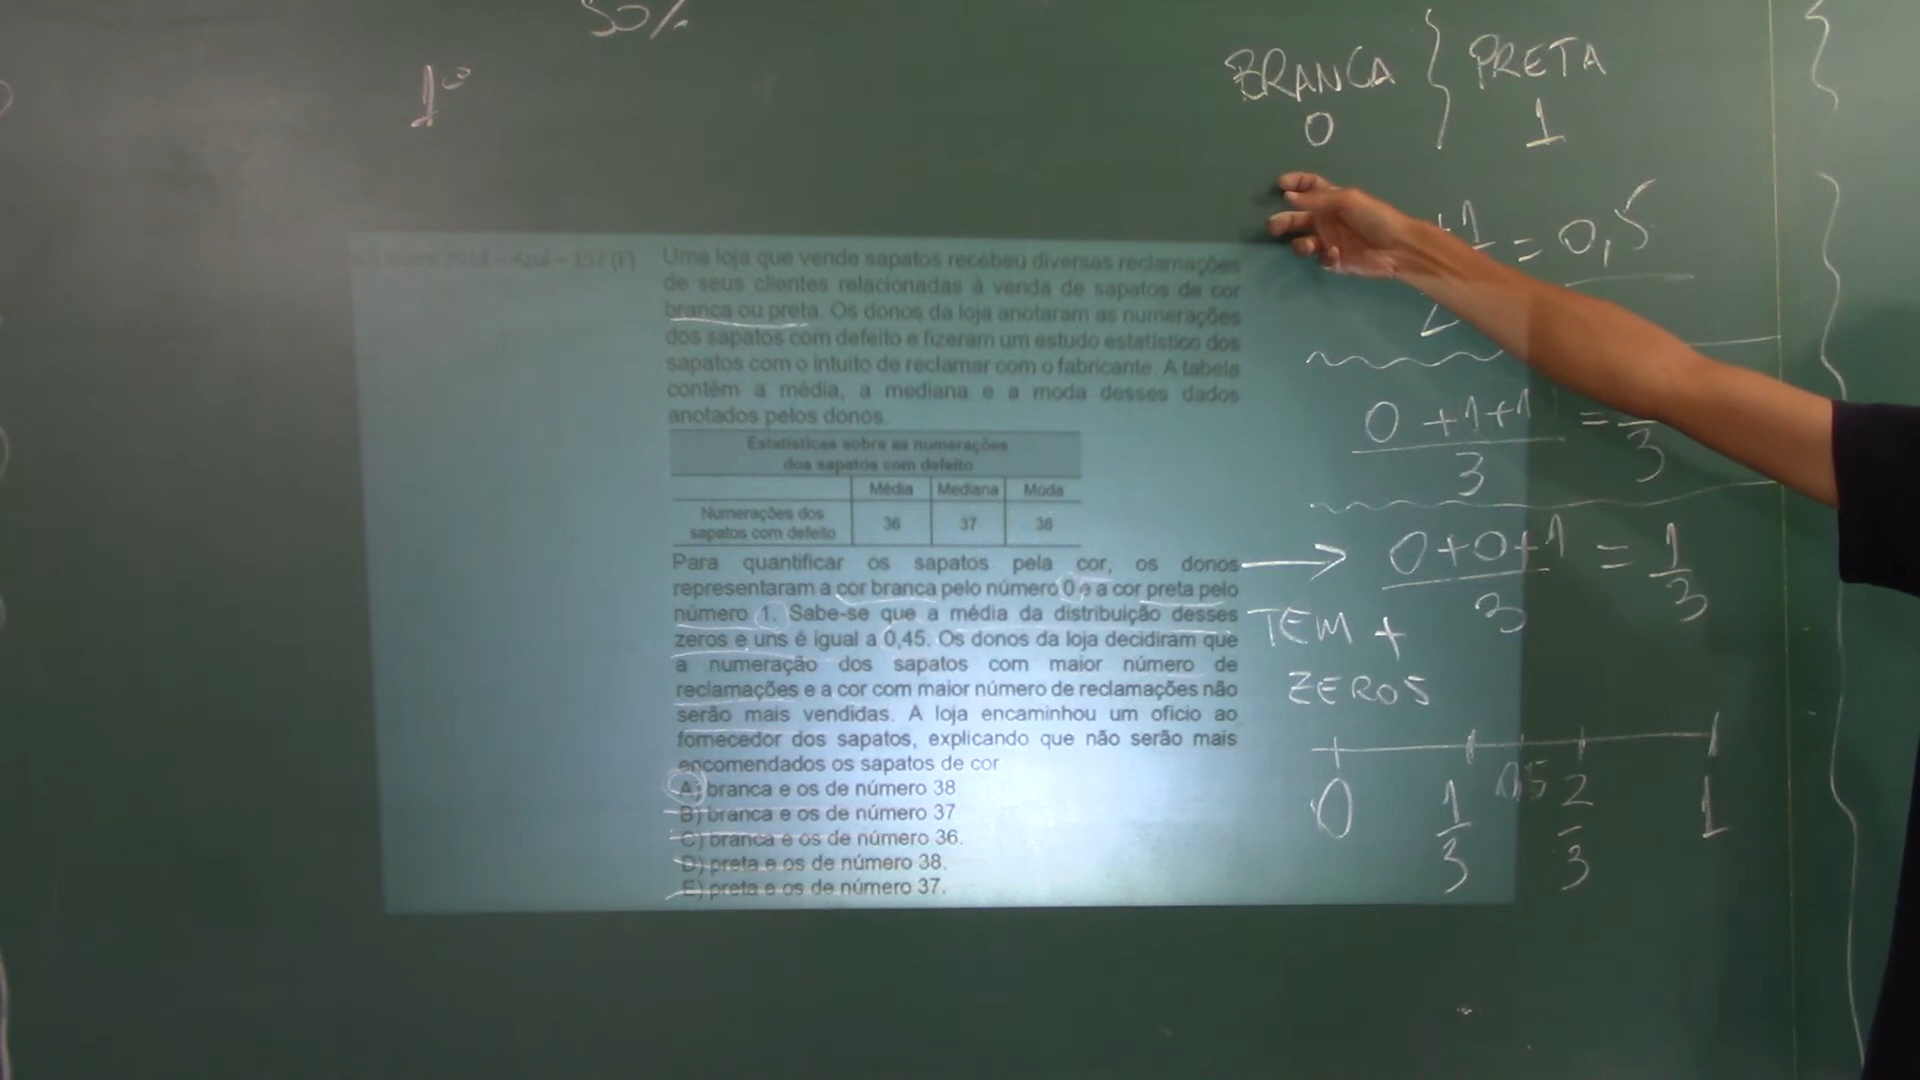 50%
1º
BRANCA
PRETA
0
1
+1
= 0,5
2
0+1+1
=
3
3
0+0+1 = 1
3
3
TEM +
ZEROS
0
1
3
0,5
2
3
1
Azul – 157 (F)
Uma loja que vende sapatos recebeu diversas reclamações
de seus clientes relacionadas à venda de sapatos de cor
branca ou preta. Os donos da loja anotaram as numerações
dos sapatos com defeito e fizeram um estudo estatístico dos
sapatos com o intuito de reclamar com o fabricante. A tabela
contém a média, a mediana e a moda desses dados
anotados pelos donos.
Estatísticas sobre as numerações
dos sapatos com defeito
Média Mediana Moda
Numerações dos
sapatos com defeito
36 37 38
Para quantificar os sapatos pela cor, os donos
representaram a cor branca pelo número 0 e a cor preta pelo
número 1. Sabe-se que a média da distribuição desses
zeros e uns é igual a 0,45. Os donos da loja decidiram que
a numeração dos sapatos com maior número de
reclamações e a cor com maior número de reclamações não
serão mais vendidas. A loja encaminhou um ofício ao
fornecedor dos sapatos, explicando que não serão mais
encomendados os sapatos de cor
A) branca e os de número 38.
B) branca e os de número 37.
C) branca e os de número 36.
D) preta e os de número 38.
E) preta e os de número 37.